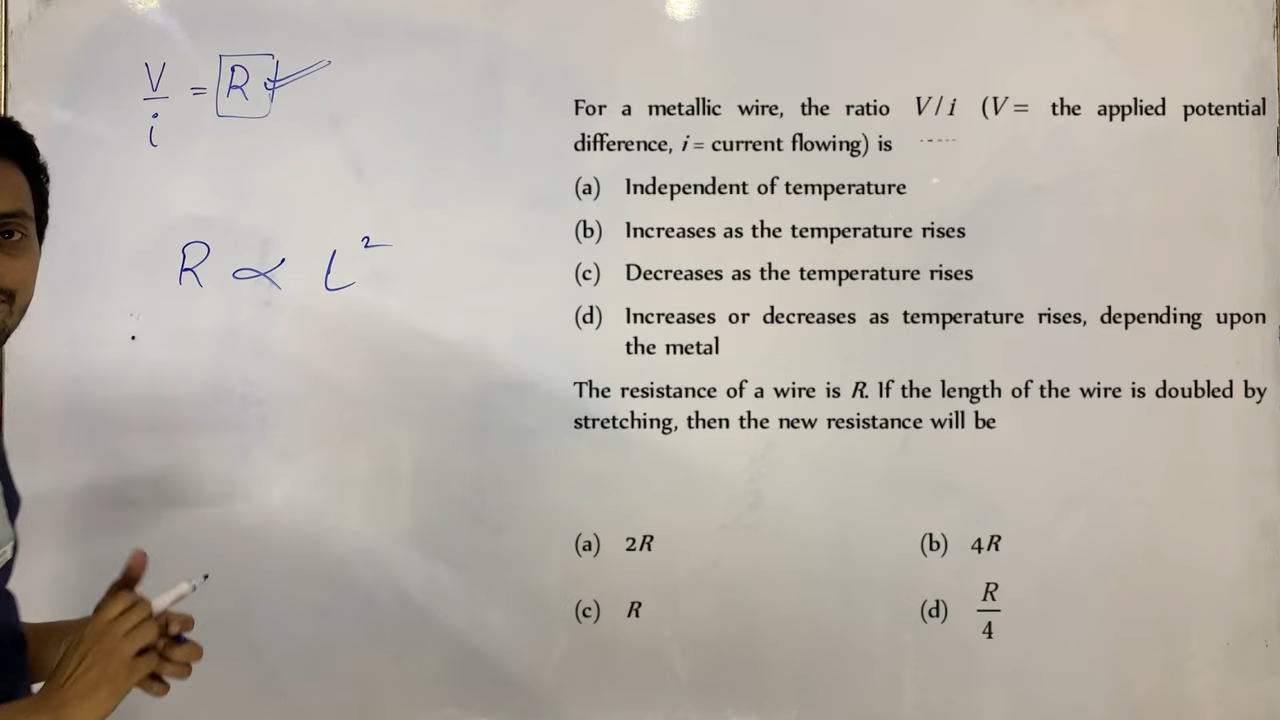 V/i = R
R ∝ L²
For a metallic wire, the ratio V/i (V = the applied potential
difference, i = current flowing) is -----
(a) Independent of temperature
(b) Increases as the temperature rises
(c) Decreases as the temperature rises
(d) Increases or decreases as temperature rises, depending upon
the metal
The resistance of a wire is R. If the length of the wire is doubled by
stretching, then the new resistance will be
(a) 2R (b) 4R
(c) R (d) R/4